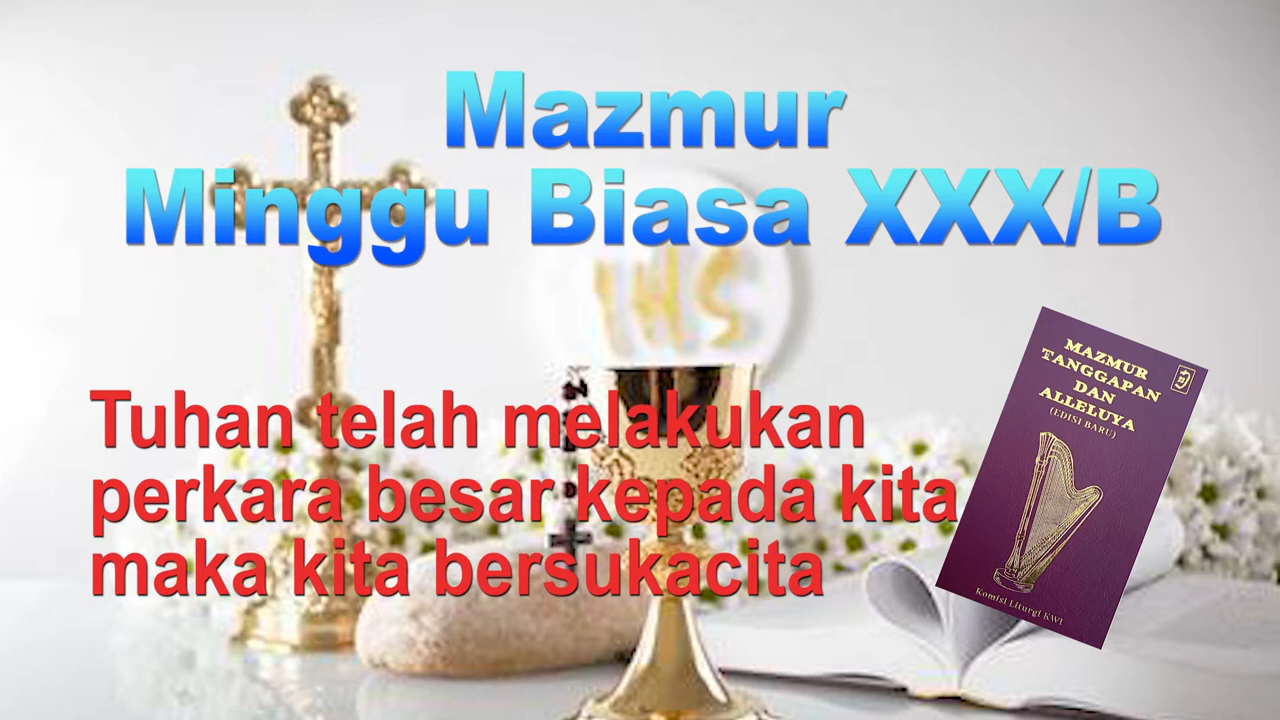 Mazmur
Minggu Biasa XXX/B
IHS
Tuhan telah melakukan
perkara besar kepada kita
maka kita bersukacita
MAZMUR
TANGGAPAN
DAN
ALLELUYA
(EDISI BARU)
Komisi Liturgi KWI